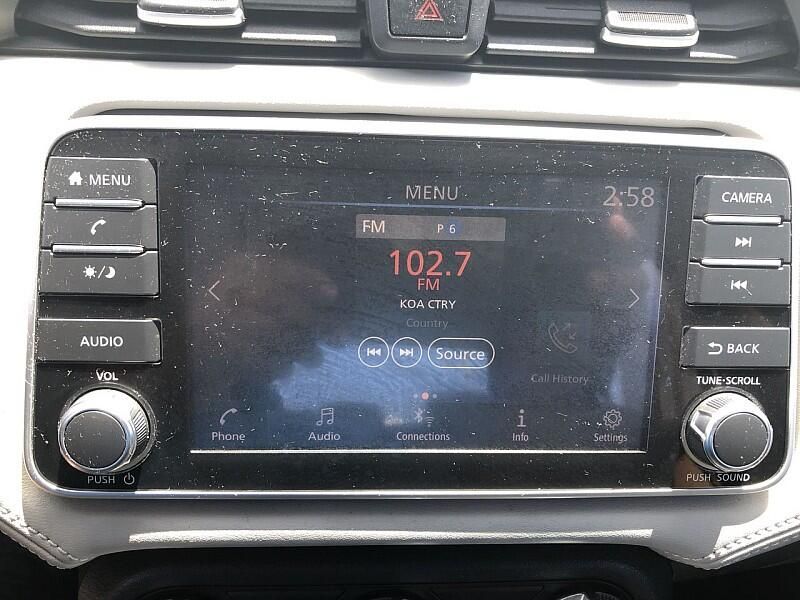 MENU
AUDIO
VOL
PUSH
MENU
2:58
FM P 6
102.7
FM
KOA CTRY
Country
Source
Call History
Phone
Audio
Connections
Info
Settings
CAMERA
BACK
TUNE·SCROLL
PUSH SOUND